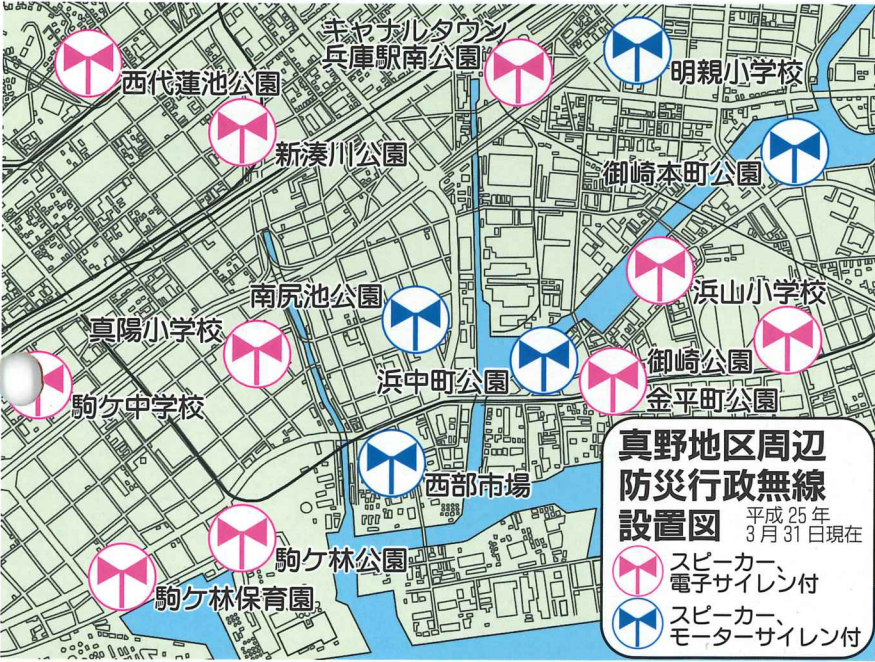 キャナルタウン
兵庫駅南公園
明親小学校
西代蓮池公園
新湊川公園
御崎本町公園
南尻池公園
浜山小学校
真陽小学校
御崎公園
浜中町公園
駒ケ中学校
金平町公園
西部市場
駒ケ林公園
駒ケ林保育園
真野地区周辺
防災行政無線
設置図
平成25年
3月31日現在
スピーカー、
電子サイレン付
スピーカー、
モーターサイレン付